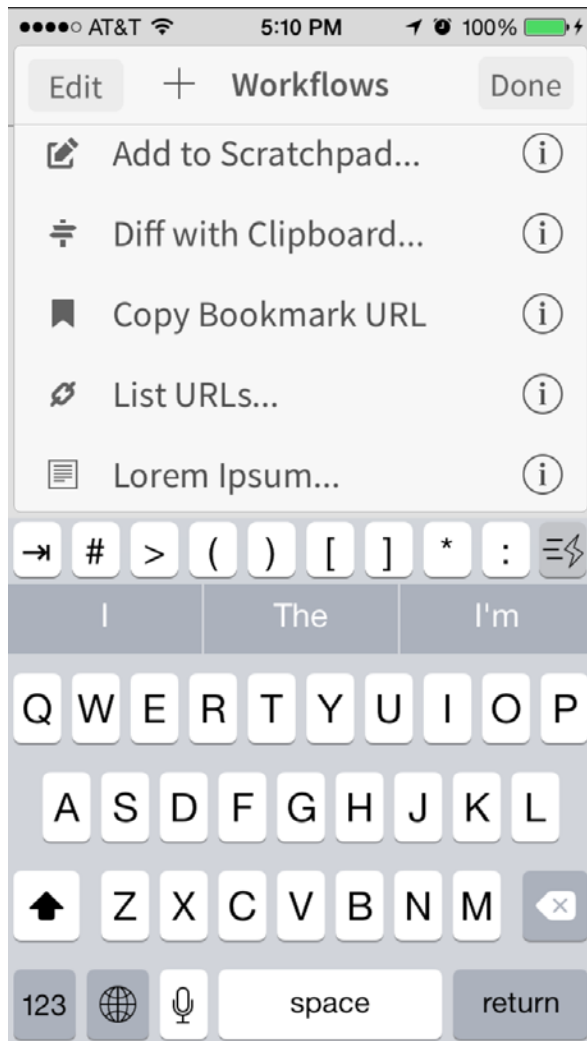 AT&T 5:10 PM 100%
Edit + Workflows Done
Add to Scratchpad...
Diff with Clipboard...
Copy Bookmark URL
List URLs...
Lorem Ipsum...
# > ( ) [ ] * :
I The I'm
Q W E R T Y U I O P
A S D F G H J K L
Z X C V B N M
123 space return